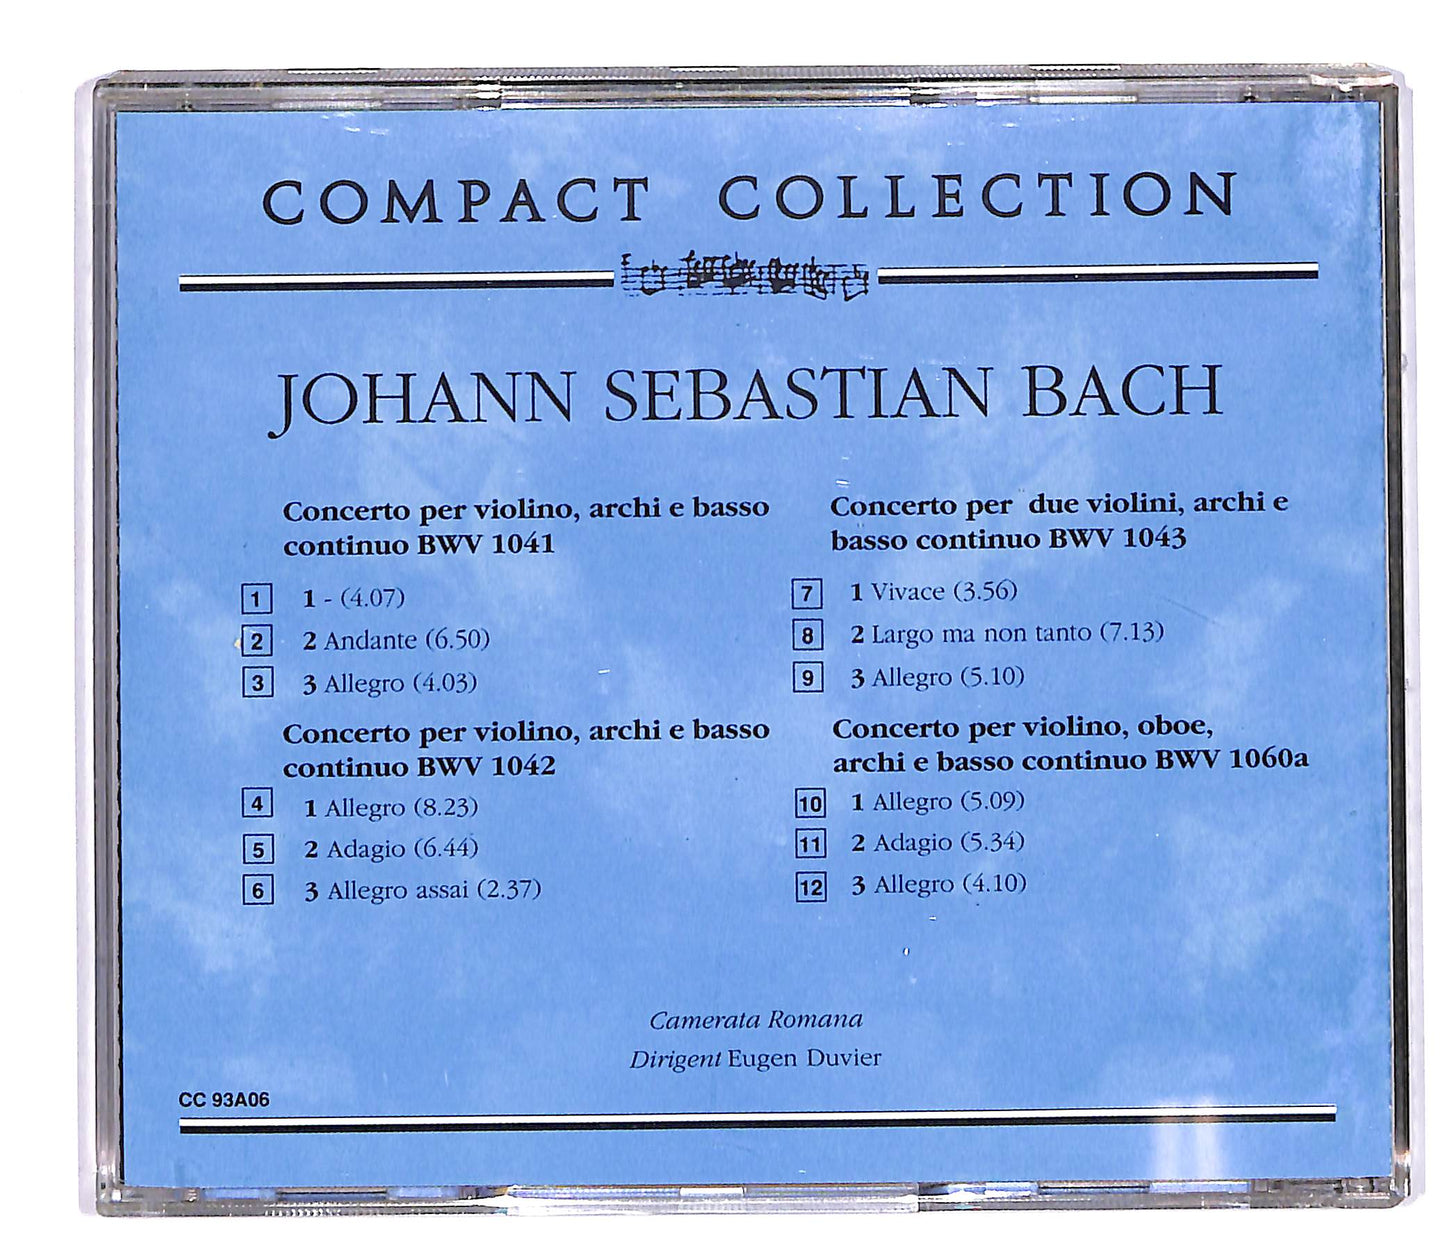 COMPACT COLLECTION
JOHANN SEBASTIAN BACH
Concerto per violino, archi e basso
continuo BWV 1041
1 1 - (4.07)
2 2 Andante (6.50)
3 3 Allegro (4.03)
Concerto per violino, archi e basso
continuo BWV 1042
4 1 Allegro (8.23)
5 2 Adagio (6.44)
6 3 Allegro assai (2.37)
Concerto per due violini, archi e
basso continuo BWV 1043
7 1 Vivace (3.56)
8 2 Largo ma non tanto (7.13)
9 3 Allegro (5.10)
Concerto per violino, oboe,
archi e basso continuo BWV 1060a
10 1 Allegro (5.09)
11 2 Adagio (5.34)
12 3 Allegro (4.10)
Camerata Romana
Dirigent Eugen Duvier
CC 93A06